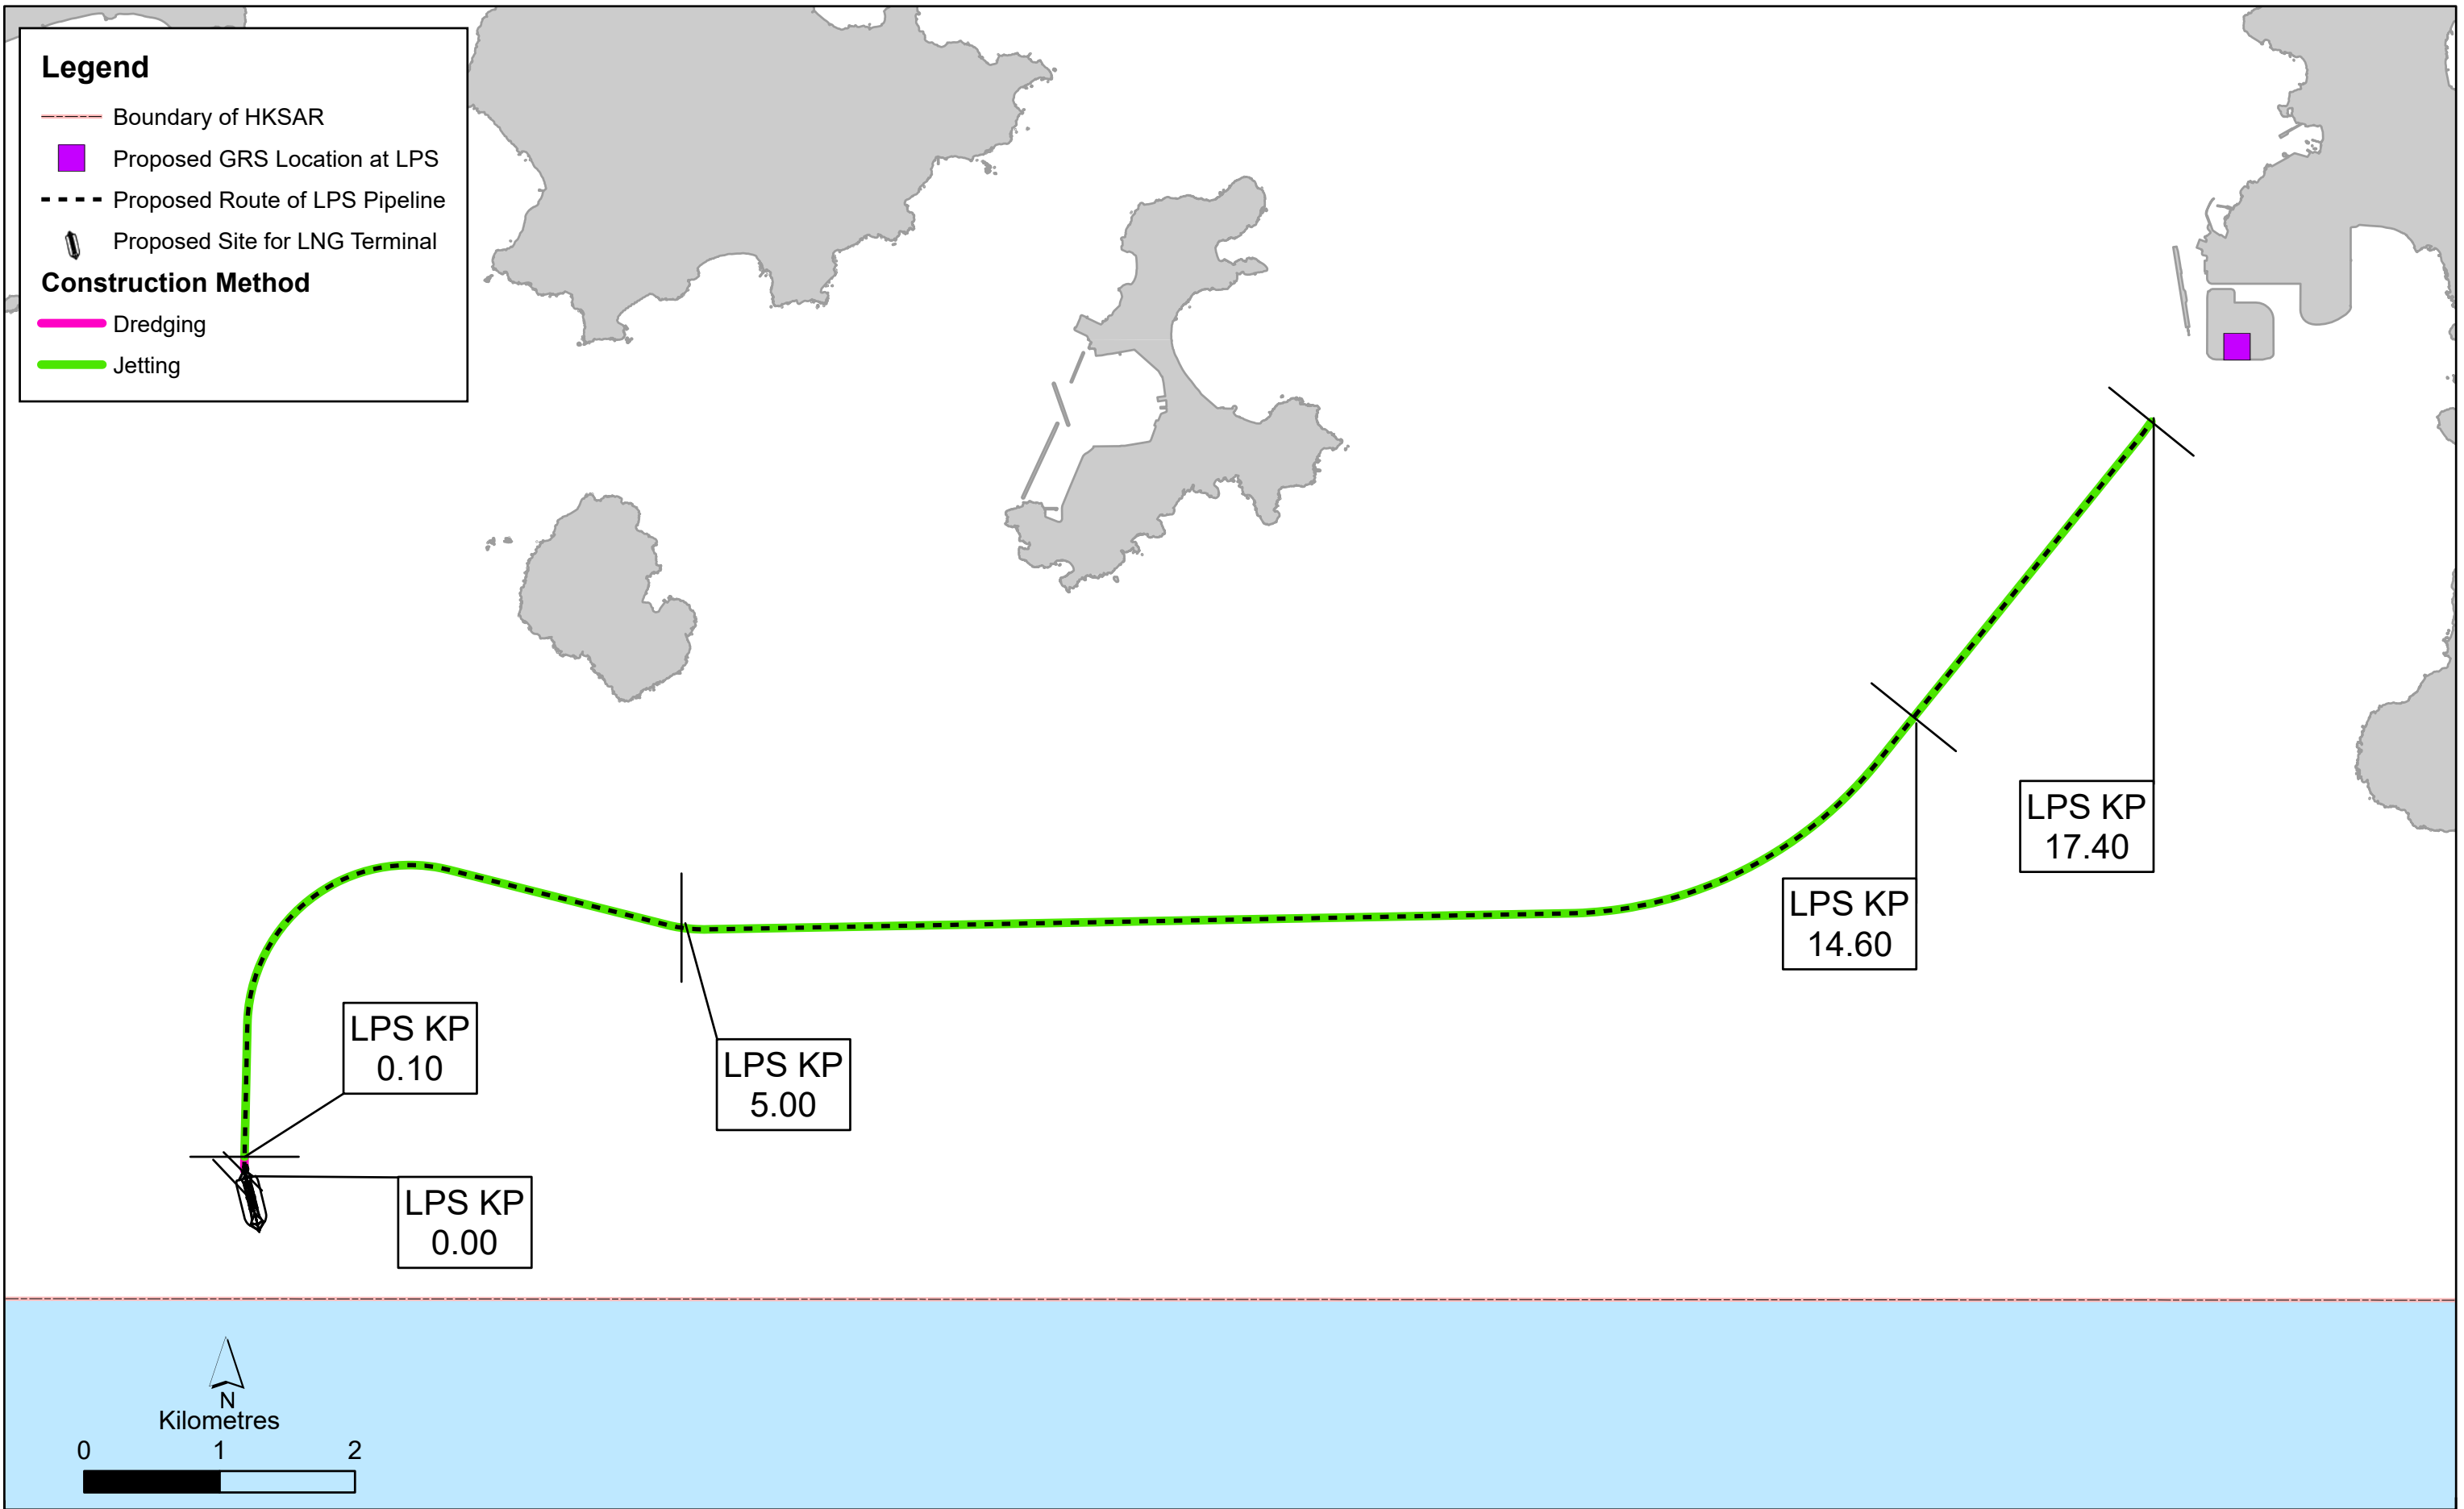 Legend
Boundary of HKSAR
Proposed GRS Location at LPS
Proposed Route of LPS Pipeline
Proposed Site for LNG Terminal
Construction Method
Dredging
Jetting
LPS KP
17.40
LPS KP
14.60
LPS KP
0.10
LPS KP
5.00
LPS KP
0.00
N
Kilometres
0 1 2